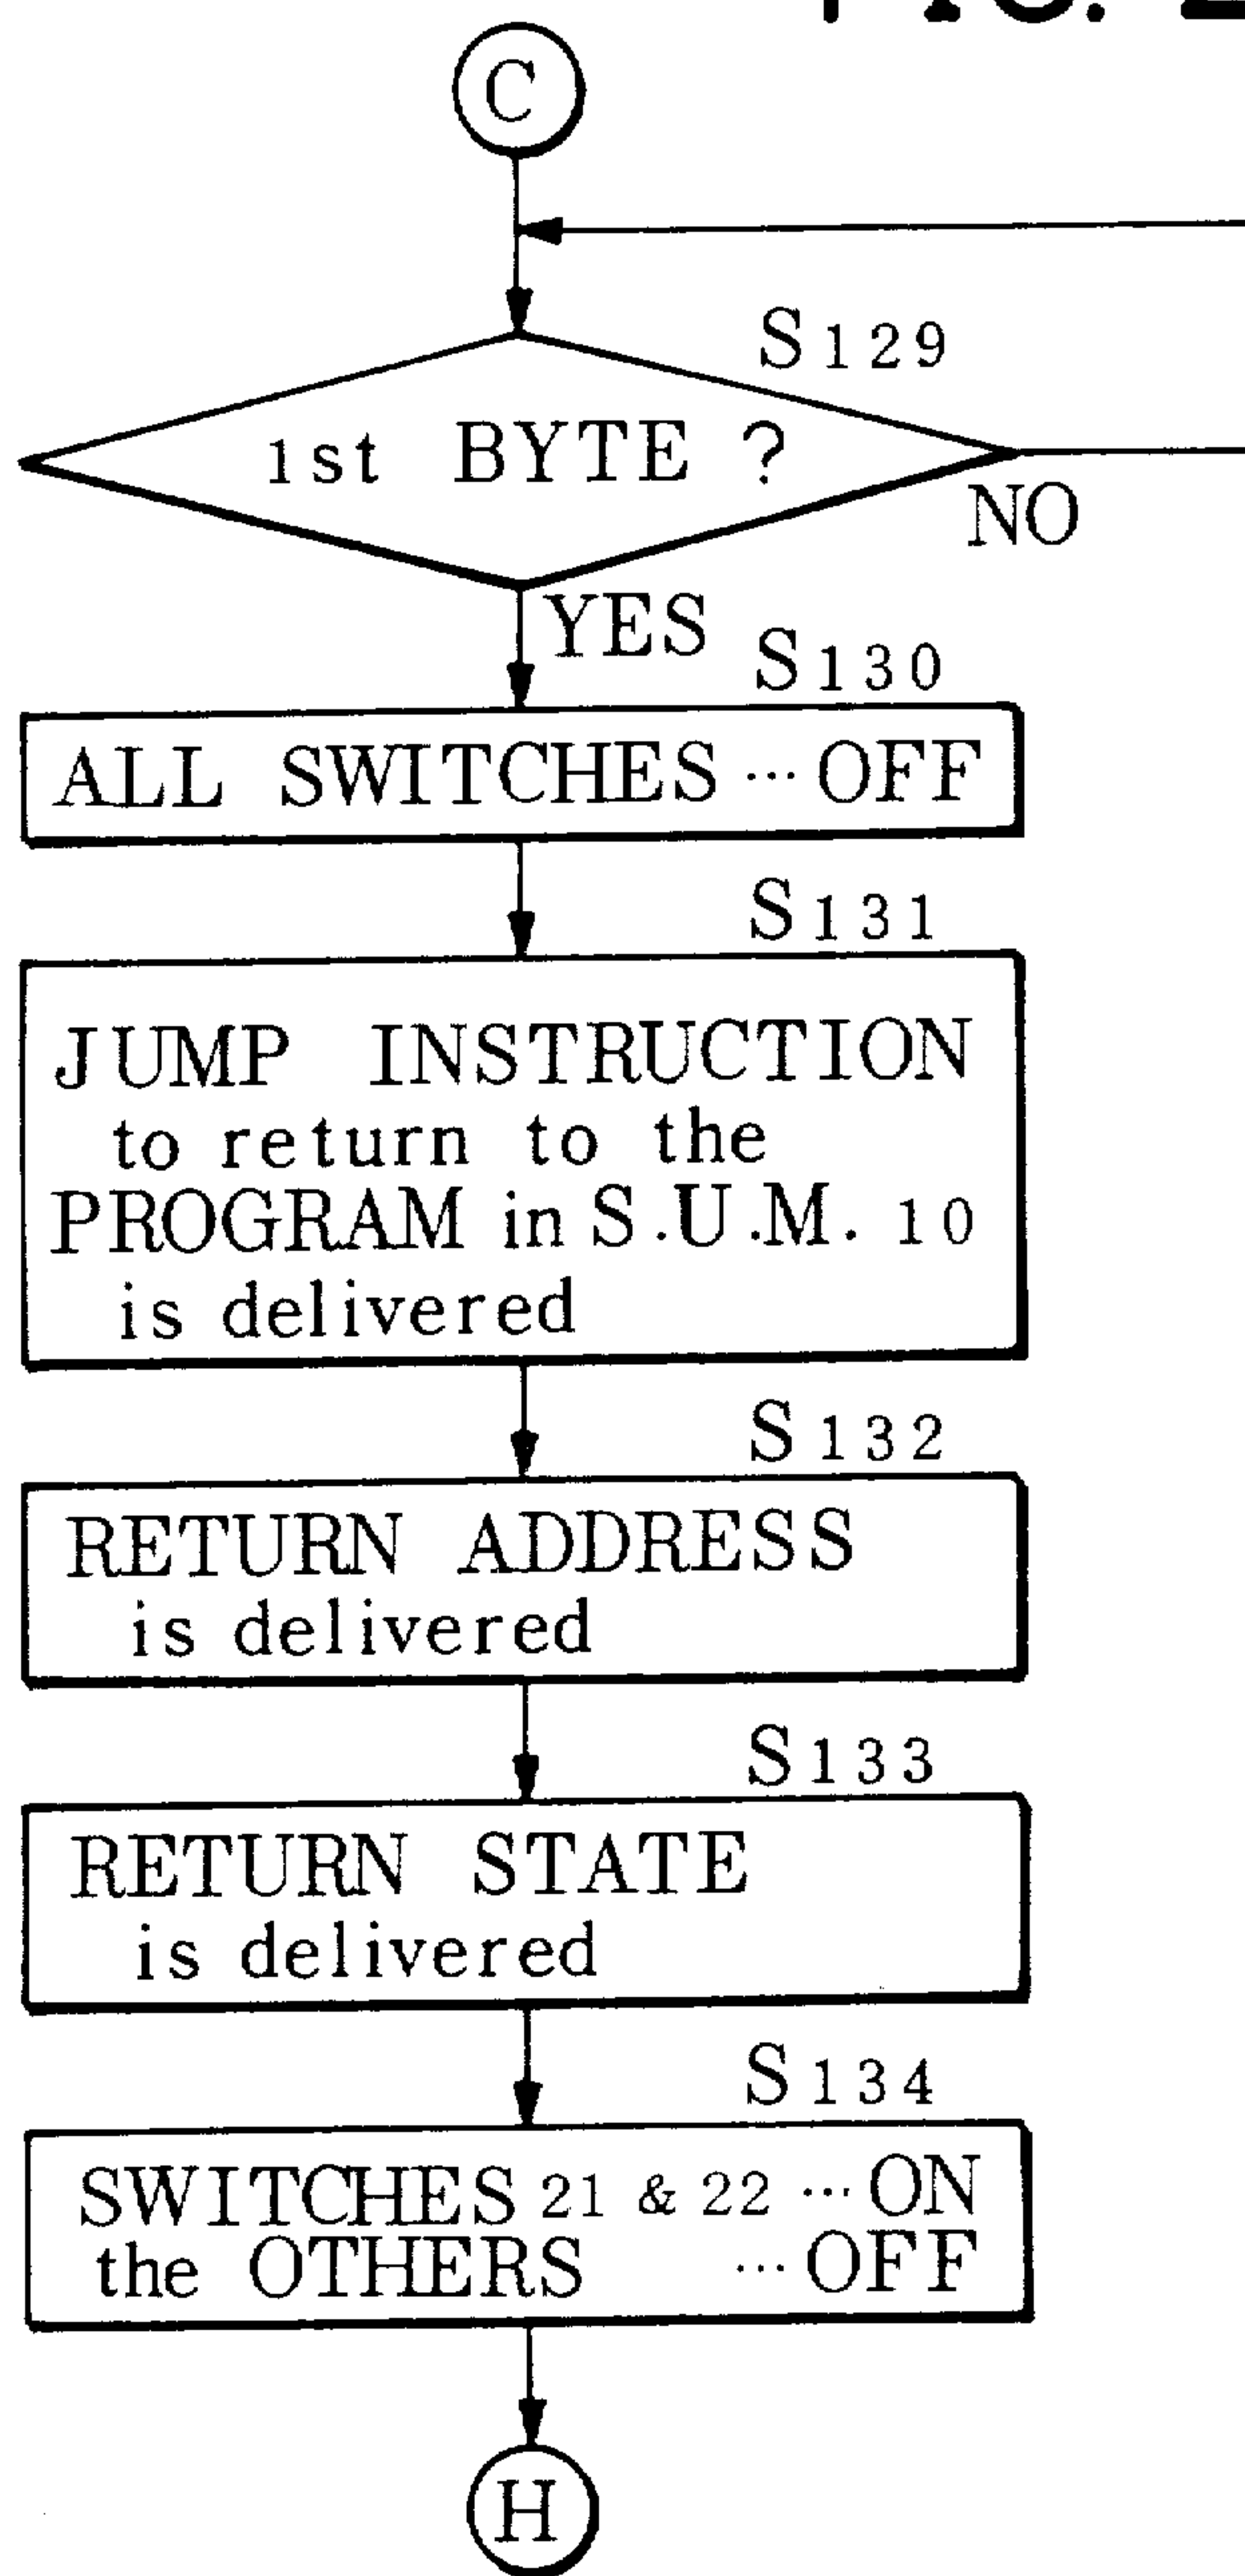 FIG.
C
S129
1st BYTE ?
NO
YES
S130
ALL SWITCHES … OFF
S131
JUMP INSTRUCTION
to return to the
PROGRAM in S.U.M. 10
is delivered
S132
RETURN ADDRESS
is delivered
S133
RETURN STATE
is delivered
S134
SWITCHES 21 & 22 … ON
the OTHERS … OFF
H